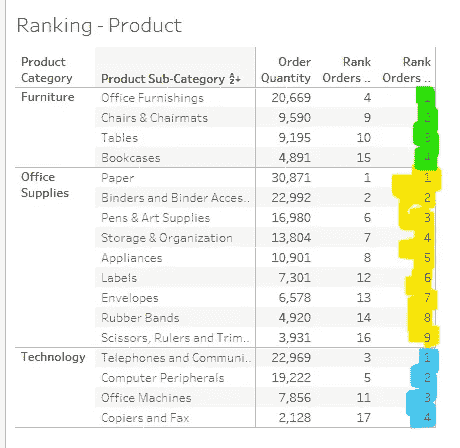 Ranking - Product
Product Category Product Sub-Category Order Quantity Rank Orders .. Rank Orders ..
Furniture Office Furnishings 20,669 4 1
Chairs & Chairmats 9,590 9 2
Tables 9,195 10 3
Bookcases 4,891 15 4
Office Supplies Paper 30,871 1 1
Binders and Binder Acces.. 22,992 2 2
Pens & Art Supplies 16,980 6 3
Storage & Organization 13,804 7 4
Appliances 10,901 8 5
Labels 7,301 12 6
Envelopes 6,578 13 7
Rubber Bands 4,920 14 8
Scissors, Rulers and Trim.. 3,931 16 9
Technology Telephones and Communi.. 22,969 3 1
Computer Peripherals 19,222 5 2
Office Machines 7,856 11 3
Copiers and Fax 2,128 17 4